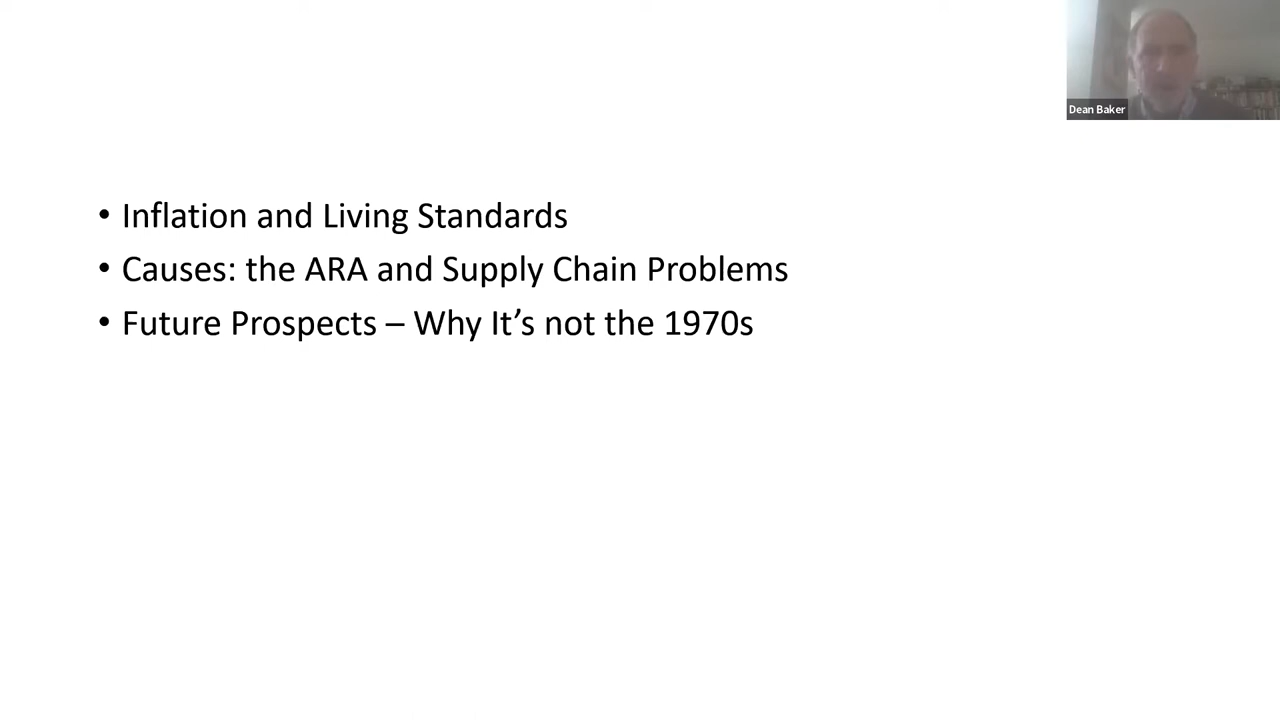 Dean Baker
• Inflation and Living Standards
• Causes: the ARA and Supply Chain Problems
• Future Prospects – Why It’s not the 1970s